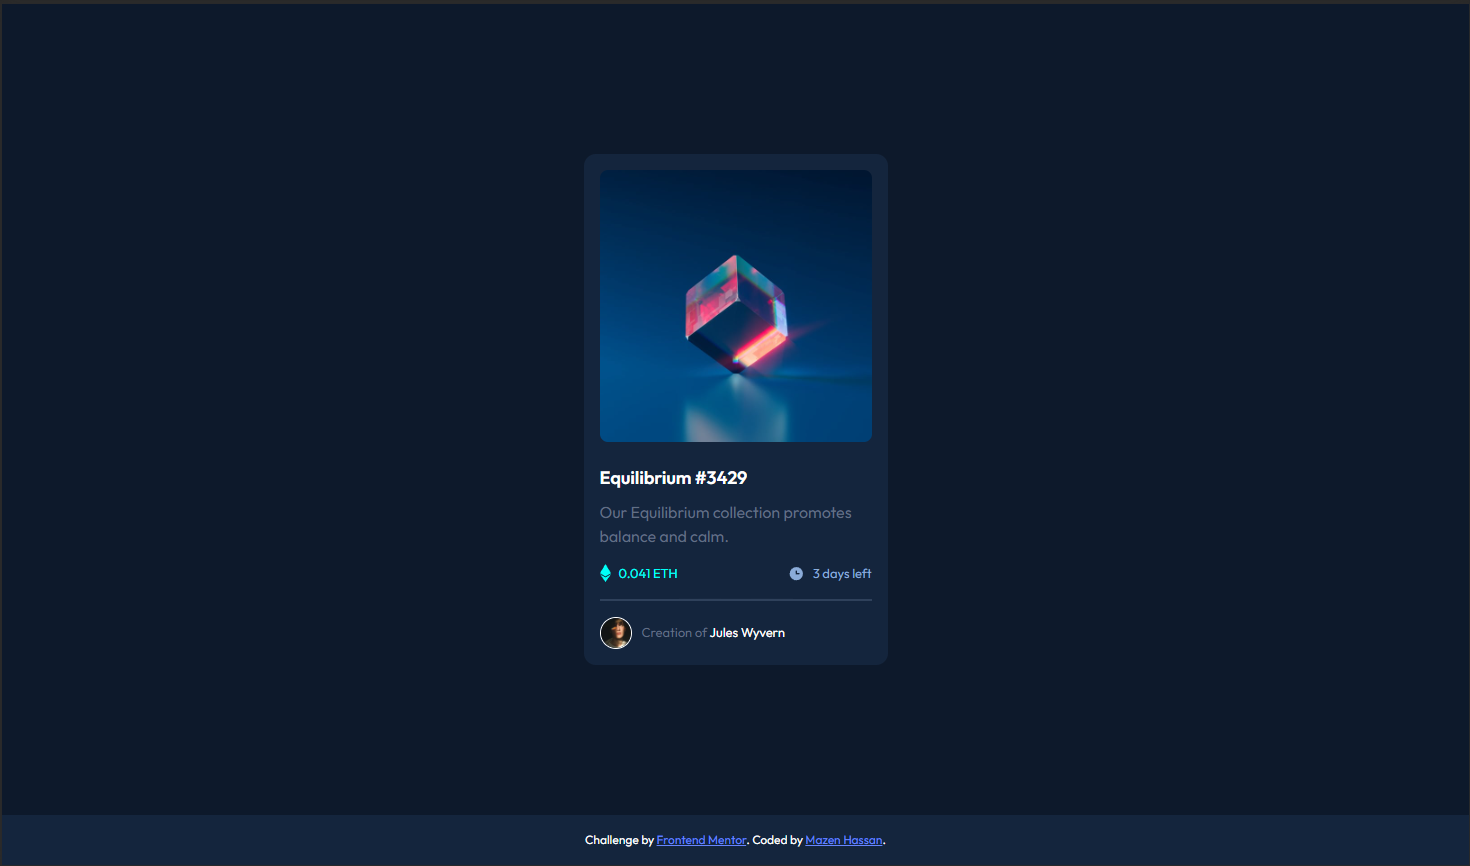 Equilibrium #3429
Our Equilibrium collection promotes
balance and calm.
0.041 ETH
3 days left
Creation of Jules Wyvern
Challenge by Frontend Mentor. Coded by Mazen Hassan.